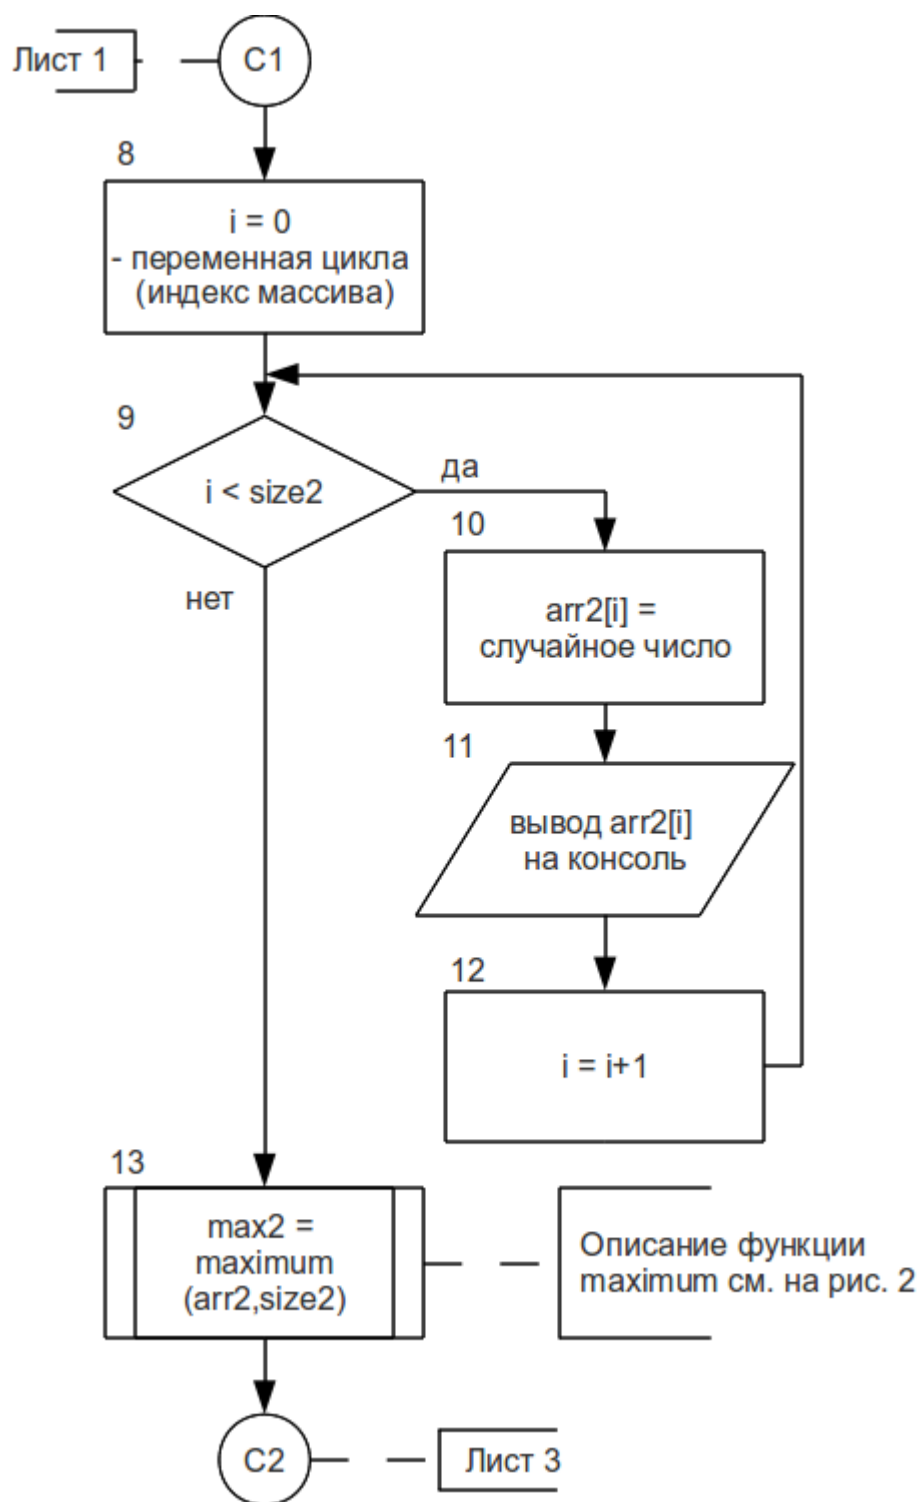 Лист 1
C1
8
i = 0
- переменная цикла
(индекс массива)
9
i < size2
да
нет
10
arr2[i] =
случайное число
11
вывод arr2[i]
на консоль
12
i = i+1
13
max2 =
maximum
(arr2,size2)
Описание функции
maximum см. на рис. 2
C2
Лист 3